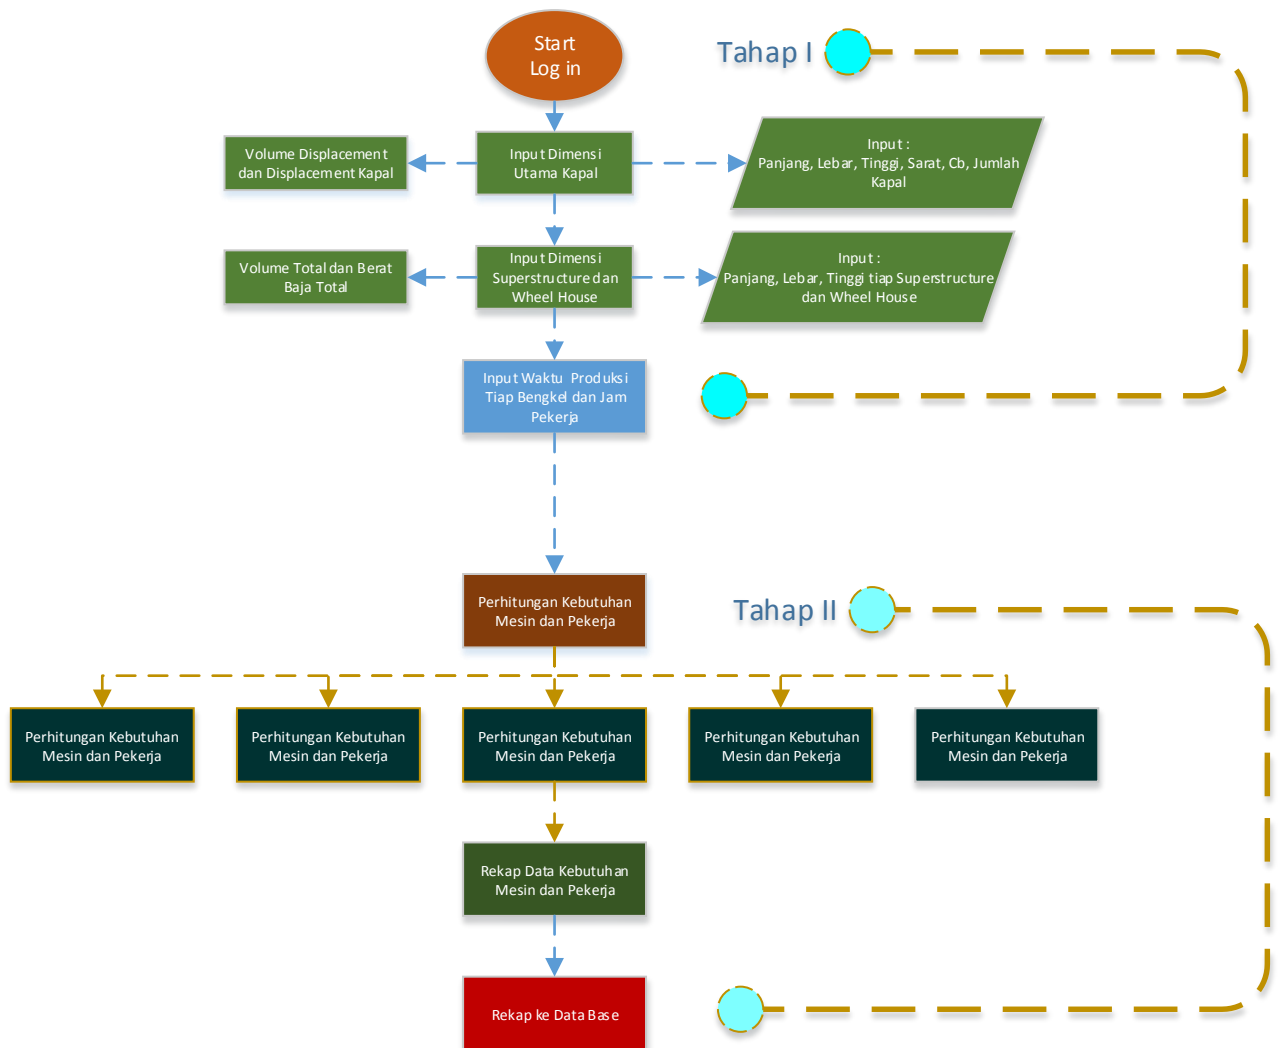 Start
Log in
Tahap I
Volume Displacement
dan Displacement Kapal
Input Dimensi
Utama Kapal
Input :
Panjang, Lebar, Tinggi, Sarat, Cb, Jumlah
Kapal
Volume Total dan Berat
Baja Total
Input Dimensi
Superstructure dan
Wheel House
Input :
Panjang, Lebar, Tinggi tiap Superstructure
dan Wheel House
Input Waktu Produksi
Tiap Bengkel dan Jam
Pekerja
Perhitungan Kebutuhan
Mesin dan Pekerja
Tahap II
Perhitungan Kebutuhan
Mesin dan Pekerja
Perhitungan Kebutuhan
Mesin dan Pekerja
Perhitungan Kebutuhan
Mesin dan Pekerja
Perhitungan Kebutuhan
Mesin dan Pekerja
Perhitungan Kebutuhan
Mesin dan Pekerja
Rekap Data Kebutuhan
Mesin dan Pekerja
Rekap ke Data Base